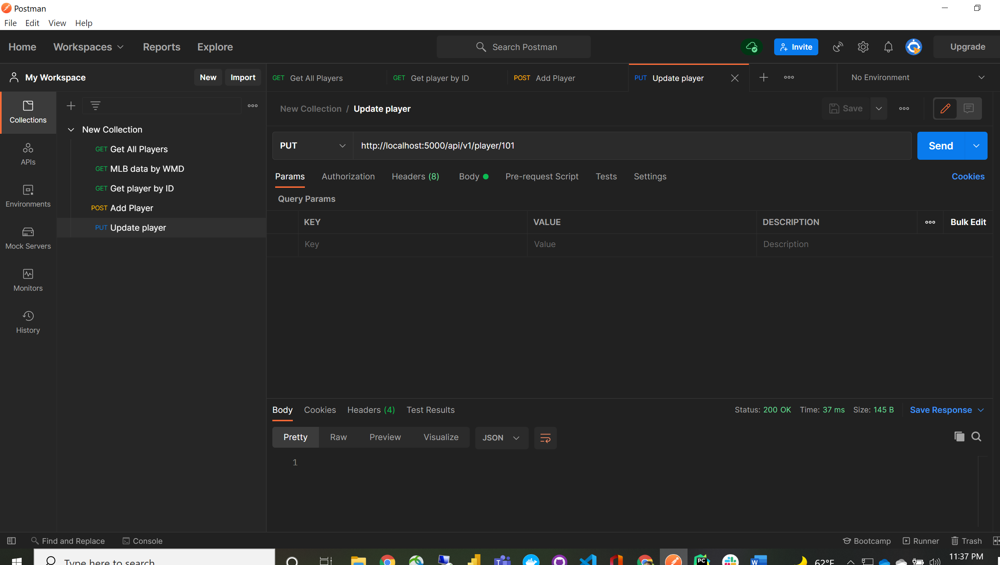 Postman
File Edit View Help
Home Workspaces Reports Explore Search Postman Invite Upgrade
My Workspace New Import GET Get All Players GET Get player by ID POST Add Player PUT Update player No Environment
Collections
APIs
Environments
Mock Servers
Monitors
History
New Collection
GET Get All Players
GET MLB data by WMD
GET Get player by ID
POST Add Player
PUT Update player
New Collection / Update player Save
PUT http://localhost:5000/api/v1/player/101 Send
Params Authorization Headers (8) Body Pre-request Script Tests Settings Cookies
Query Params
KEY VALUE DESCRIPTION Bulk Edit
Key Value Description
Body Cookies Headers (4) Test Results Status: 200 OK Time: 37 ms Size: 145 B Save Response
Pretty Raw Preview Visualize JSON
1
Find and Replace Console Bootcamp Runner Trash
Type here to search PC W 62°F 11:37 PM